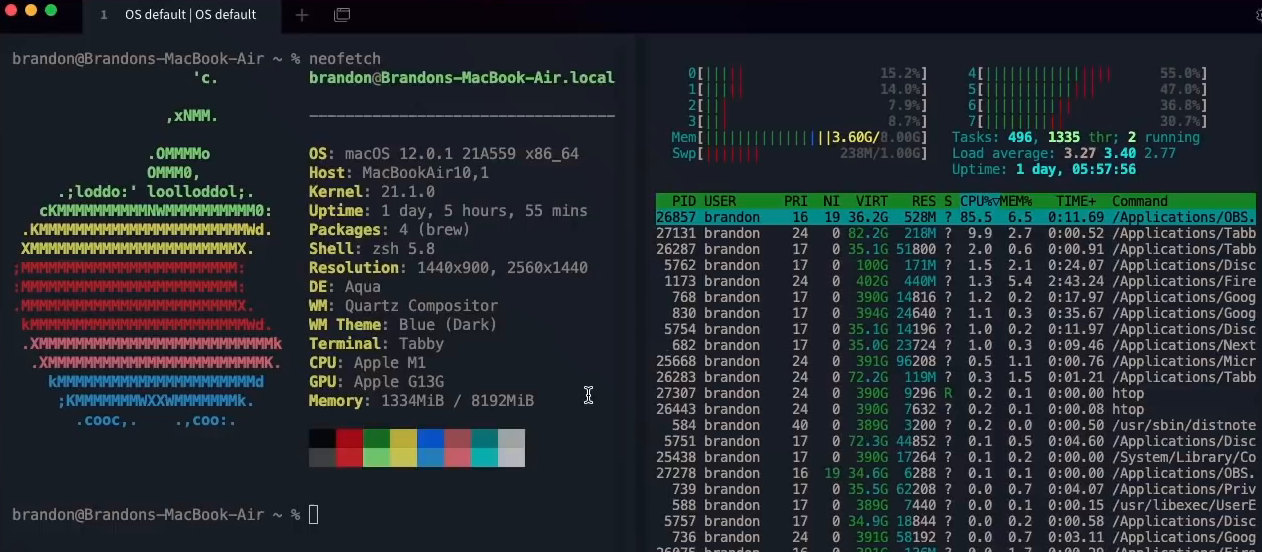 1 OS default | OS default
brandon@Brandons-MacBook-Air ~ % neofetch
'c.
,xNMM.
.OMMMMo
OMMM0,
.;loddo:' loolloddol;.
cKMMMMMMMMMMNWMMMMMMMMMM0:
.KMMMMMMMMMMMMMMMMMMMMMMMWd.
XMMMMMMMMMMMMMMMMMMMMMMMX.
;MMMMMMMMMMMMMMMMMMMMMMMM:
:MMMMMMMMMMMMMMMMMMMMMMMM:
.MMMMMMMMMMMMMMMMMMMMMMMMX.
kMMMMMMMMMMMMMMMMMMMMMMMMWd.
.XMMMMMMMMMMMMMMMMMMMMMMMMMMk
.XMMMMMMMMMMMMMMMMMMMMMMMMK.
kMMMMMMMMMMMMMMMMMMMMMMd
;KMMMMMMMWXXWMMMMMMMk.
.cooc,. .,coo:.
brandon@Brandons-MacBook-Air.local
----------------------------------
OS: macOS 12.0.1 21A559 x86_64
Host: MacBookAir10,1
Kernel: 21.1.0
Uptime: 1 day, 5 hours, 55 mins
Packages: 4 (brew)
Shell: zsh 5.8
Resolution: 1440x900, 2560x1440
DE: Aqua
WM: Quartz Compositor
WM Theme: Blue (Dark)
Terminal: Tabby
CPU: Apple M1
GPU: Apple G13G
Memory: 1334MiB / 8192MiB
brandon@Brandons-MacBook-Air ~ %
0[||||| 15.2%] 4[|||||||||||||||| 55.0%]
1[||||| 14.0%] 5[|||||||||||||| 47.0%]
2[||| 7.9%] 6[||||||||||| 36.8%]
3[||| 8.7%] 7[|||||||||| 30.7%]
Mem[||||||||||||||||3.60G/8.00G] Tasks: 496, 1335 thr; 2 running
Swp[||||||| 238M/1.00G] Load average: 3.27 3.40 2.77
Uptime: 1 day, 05:57:56
PID USER PRI NI VIRT RES S CPU%▽MEM% TIME+ Command
26857 brandon 16 19 36.2G 528M ? 85.5 6.5 0:11.69 /Applications/OBS.
27131 brandon 24 0 82.2G 218M ? 9.9 2.7 0:00.52 /Applications/Tabb
26287 brandon 17 0 35.1G 51800 ? 2.0 0.6 0:00.91 /Applications/Tabb
5762 brandon 17 0 100G 171M ? 1.5 2.1 0:24.07 /Applications/Disc
1173 brandon 24 0 402G 440M ? 1.3 5.4 2:43.24 /Applications/Fire
768 brandon 17 0 390G 14816 ? 1.2 0.2 0:17.97 /Applications/Goog
830 brandon 17 0 394G 24640 ? 1.1 0.3 0:35.67 /Applications/Goog
5754 brandon 17 0 35.1G 14196 ? 1.0 0.2 0:11.97 /Applications/Disc
682 brandon 17 0 35.0G 23724 ? 1.0 0.3 0:09.46 /Applications/Next
25668 brandon 24 0 391G 96208 ? 0.5 1.1 0:00.76 /Applications/Micr
26283 brandon 24 0 72.2G 119M ? 0.3 1.5 0:01.21 /Applications/Tabb
27307 brandon 24 0 390G 9296 R 0.2 0.1 0:00.00 htop
26443 brandon 24 0 390G 7632 ? 0.2 0.1 0:00.08 htop
584 brandon 40 0 389G 3200 ? 0.2 0.0 0:00.50 /usr/sbin/distnote
5751 brandon 17 0 72.3G 44852 ? 0.1 0.5 0:04.60 /Applications/Disc
25438 brandon 17 0 390G 17264 ? 0.1 0.2 0:00.00 /System/Library/Co
27278 brandon 16 19 34.6G 6288 ? 0.1 0.1 0:00.00 /Applications/OBS.
739 brandon 17 0 35.5G 62208 ? 0.0 0.7 0:04.07 /Applications/Priv
508 brandon 17 0 389G 7440 ? 0.0 0.1 0:00.15 /usr/libexec/UserE
5757 brandon 17 0 34.9G 18844 ? 0.0 0.2 0:00.58 /Applications/Disc
736 brandon 24 0 391G 58192 ? 0.0 0.7 0:03.11 /Applications/Goog